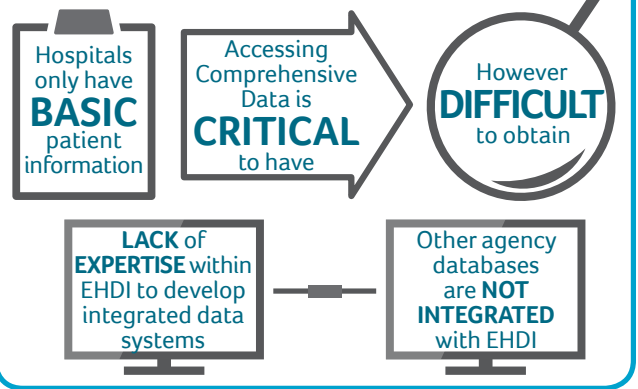 Hospitals
only have
BASIC
patient
information
Accessing
Comprehensive
Data is
CRITICAL
to have
However
DIFFICULT
to obtain
LACK of
EXPERTISE within
EHDI to develop
integrated data
systems
Other agency
databases
are NOT
INTEGRATED
with EHDI